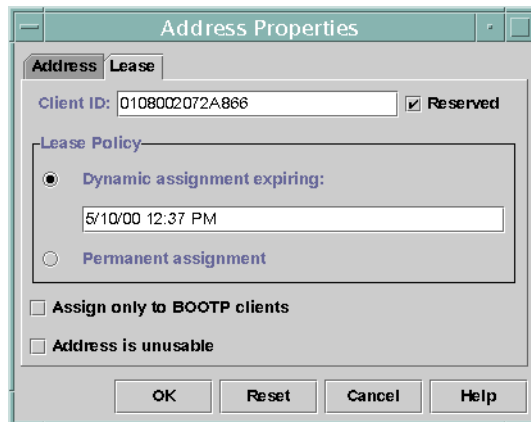 Address Properties
Address Lease
Client ID: 0108002072A866 Reserved
Lease Policy
Dynamic assignment expiring:
5/10/00 12:37 PM
Permanent assignment
Assign only to BOOTP clients
Address is unusable
OK Reset Cancel Help